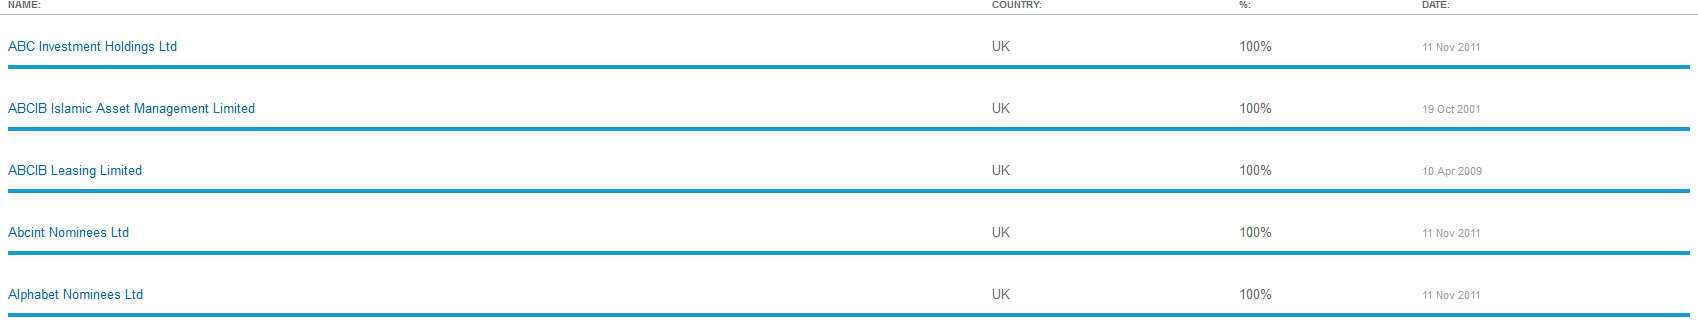 NAME: COUNTRY: %: DATE:
ABC Investment Holdings Ltd UK 100% 11 Nov 2011
ABCIB Islamic Asset Management Limited UK 100% 19 Oct 2001
ABCIB Leasing Limited UK 100% 10 Apr 2009
Abcint Nominees Ltd UK 100% 11 Nov 2011
Alphabet Nominees Ltd UK 100% 11 Nov 2011